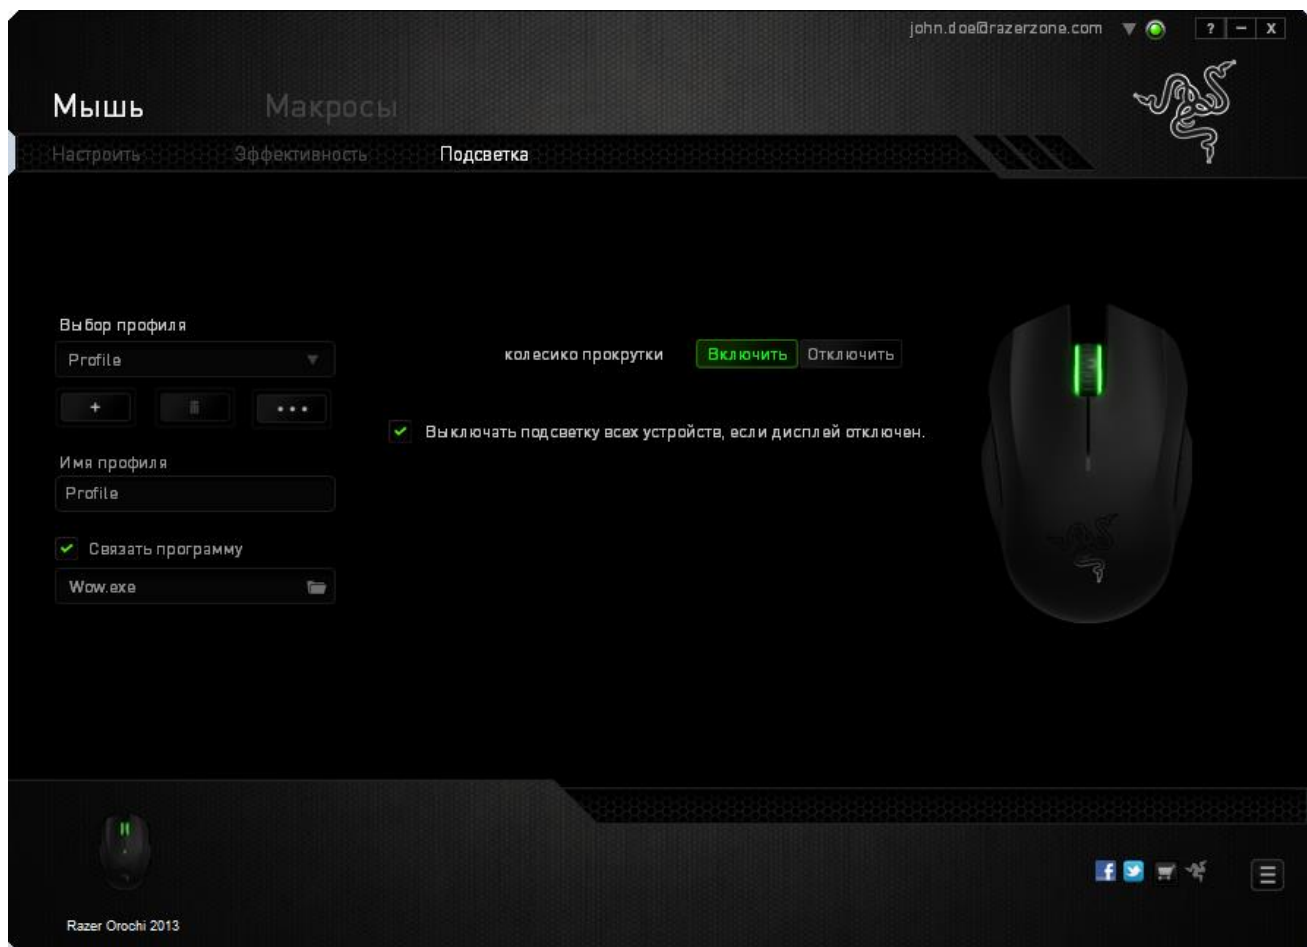 john.doe@razerzone.com
? – X
Мышь Макросы
Настроить Эффективность Подсветка
Выбор профиля
Profile
колесико прокрутки Включить Отключить
+ •••
Выключать подсветку всех устройств, если дисплей отключен.
Имя профиля
Profile
Связать программу
Wow.exe
Razer Orochi 2013